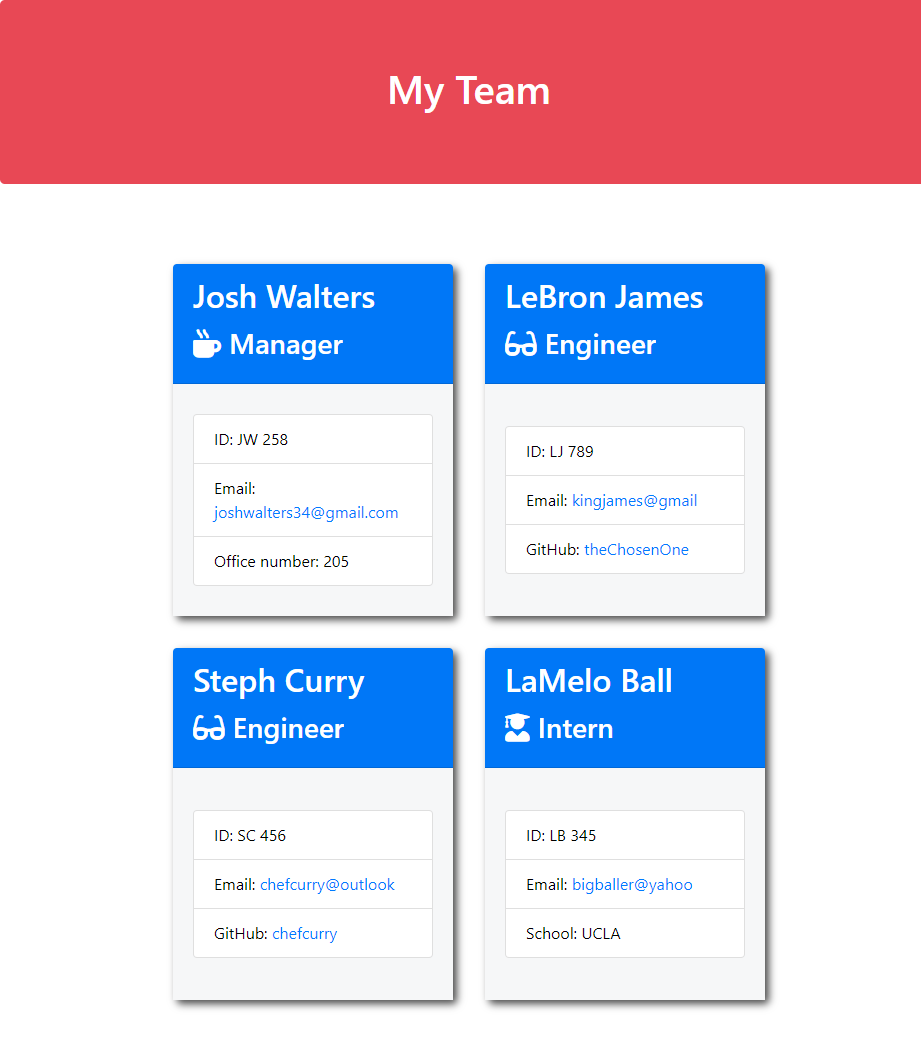 My Team
Josh Walters
Manager
ID: JW 258
Email:
joshwalters34@gmail.com
Office number: 205
LeBron James
Engineer
ID: LJ 789
Email: kingjames@gmail
GitHub: theChosenOne
Steph Curry
Engineer
ID: SC 456
Email: chefcurry@outlook
GitHub: chefcurry
LaMelo Ball
Intern
ID: LB 345
Email: bigballer@yahoo
School: UCLA